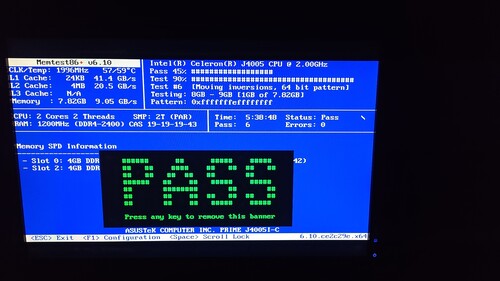 Memtest86+ v6.10
Intel(R) Celeron(R) J4005 CPU @ 2.00GHz
CLK/Temp: 1996MHz 57/59°C
Pass 45%
L1 Cache: 24KB 41.4 GB/s
Test 90%
L2 Cache: 4MB 20.5 GB/s
Test #6 [Moving inversions, 64 bit pattern]
L3 Cache: N/A
Testing: 8GB - 9GB [1GB of 7.82GB]
Memory : 7.82GB 9.05 GB/s
Pattern:
CPU: 2 Cores 2 Threads SMP: 2T (PAR)
Time: 5:38:48 Status: Pass \
RAM: 1200MHz (DDR4-2400) CAS 19-19-19-43
Pass: 6 Errors: 0
Memory SPD Information
- Slot 0: 4GB DDR
- Slot 2: 4GB DDR
PASS
Press any key to remove this banner
ASUSTeK COMPUTER INC. PRIME J4005I-C
<ESC> Exit <F1> Configuration <Space> Scroll Lock
6.10.ce2c29e.x64